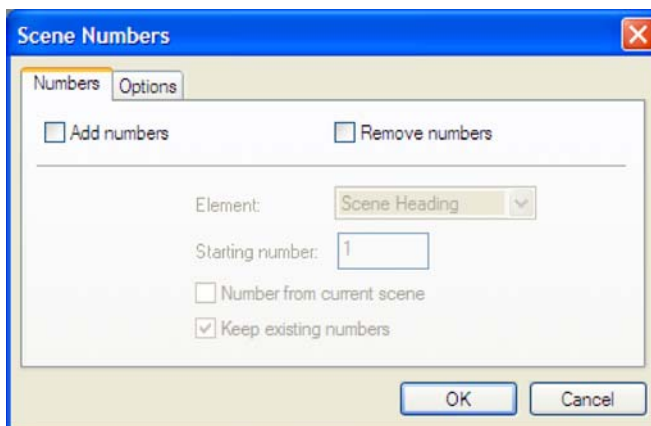 Scene Numbers
Numbers Options
Add numbers Remove numbers
Element: Scene Heading
Starting number: 1
Number from current scene
Keep existing numbers
OK Cancel